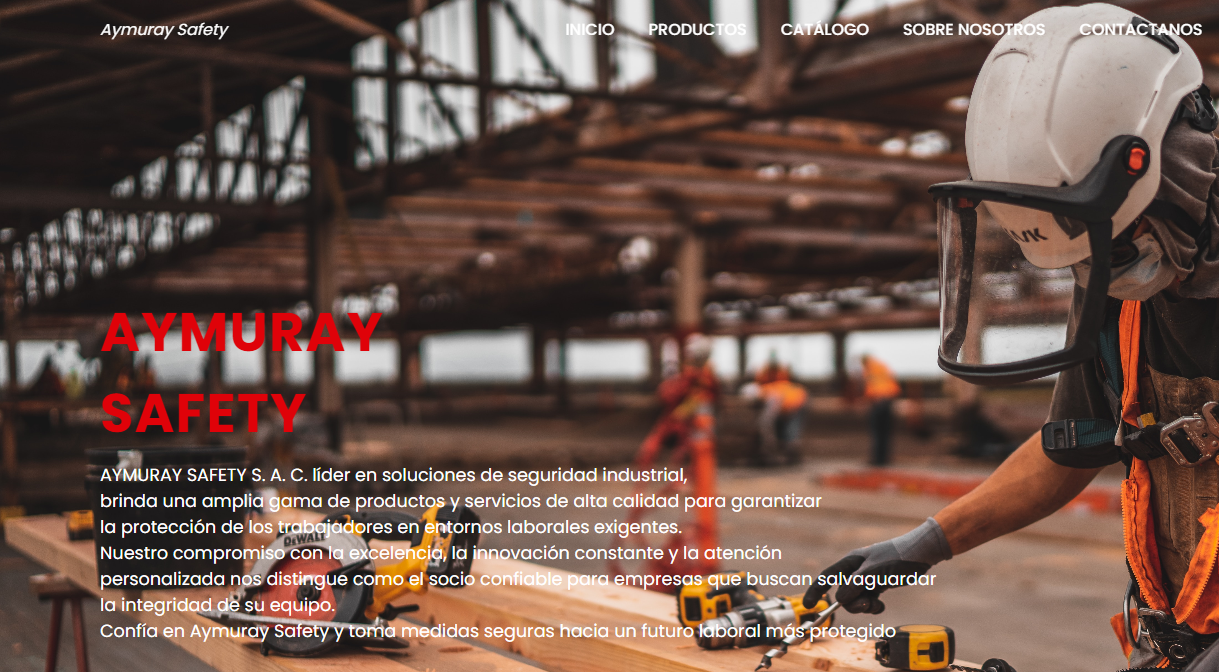 Aymuray Safety
INICIO PRODUCTOS CATÁLOGO SOBRE NOSOTROS CONTACTANOS
AYMURAY
SAFETY
AYMURAY SAFETY S. A. C. líder en soluciones de seguridad industrial,
brinda una amplia gama de productos y servicios de alta calidad para garantizar
la protección de los trabajadores en entornos laborales exigentes.
DEWALT
Nuestro compromiso con la excelencia, la innovación constante y la atención
personalizada nos distingue como el socio confiable para empresas que buscan salvaguardar
la integridad de su equipo.
Confía en Aymuray Safety y toma medidas seguras hacia un futuro laboral más protegido